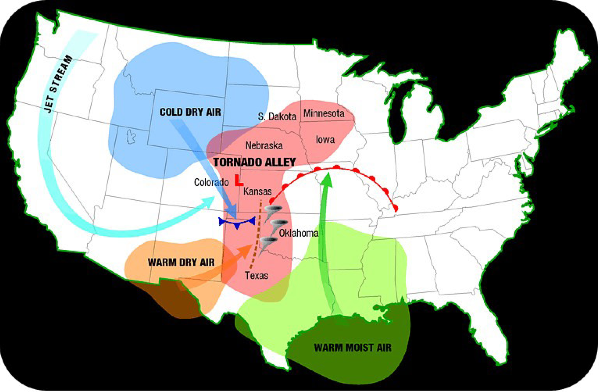 JET STREAM
COLD DRY AIR
S. Dakota
Minnesota
Nebraska
Iowa
TORNADO ALLEY
Colorado
L
Kansas
Oklahoma
WARM DRY AIR
Texas
WARM MOIST AIR